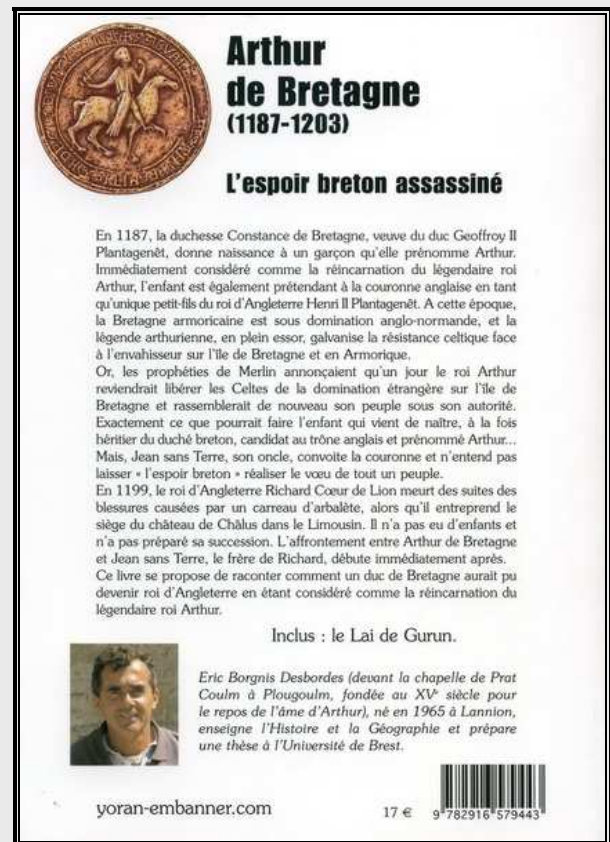 Arthur
de Bretagne
(1187-1203)
L'espoir breton assassiné
En 1187, la duchesse Constance de Bretagne, veuve du duc Geoffroy II
Plantagenêt, donne naissance à un garçon qu'elle prénomme Arthur.
Immédiatement considéré comme la réincarnation du légendaire roi
Arthur, l'enfant est également prétendant à la couronne anglaise en tant
qu'unique petit-fils du roi d'Angleterre Henri II Plantagenêt. A cette époque,
la Bretagne armoricaine est sous domination anglo-normande, et la
légende arthurienne, en plein essor, galvanise la résistance celtique face
à l'envahisseur sur l'île de Bretagne et en Armorique.
Or, les prophéties de Merlin annonçaient qu'un jour le roi Arthur
reviendrait libérer les Celtes de la domination étrangère sur l'île de
Bretagne et rassemblerait de nouveau son peuple sous son autorité.
Exactement ce que pourrait faire l'enfant qui vient de naître, à la fois
héritier du duché breton, candidat au trône anglais et prénommé Arthur...
Mais, Jean sans Terre, son oncle, convoite la couronne et n'entend pas
laisser « l'espoir breton » réaliser le vœu de tout un peuple.
En 1199, le roi d'Angleterre Richard Cœur de Lion meurt des suites des
blessures causées par un carreau d'arbalète, alors qu'il entreprend le
siège du château de Châlus dans le Limousin. Il n'a pas eu d'enfants et
n'a pas préparé sa succession. L'affrontement entre Arthur de Bretagne
et Jean sans Terre, le frère de Richard, débute immédiatement après.
Ce livre se propose de raconter comment un duc de Bretagne aurait pu
devenir roi d'Angleterre en étant considéré comme la réincarnation du
légendaire roi Arthur.
Inclus : le Lai de Gurun.
Eric Borgnis Desbordes (devant la chapelle de Prat
Coulm à Plougoulm, fondée au XVe siècle pour
le repos de l'âme d'Arthur), né en 1965 à Lannion,
enseigne l'Histoire et la Géographie et prépare
une thèse à l'Université de Brest.
yoran-embanner.com
17 €
9 782916 579443